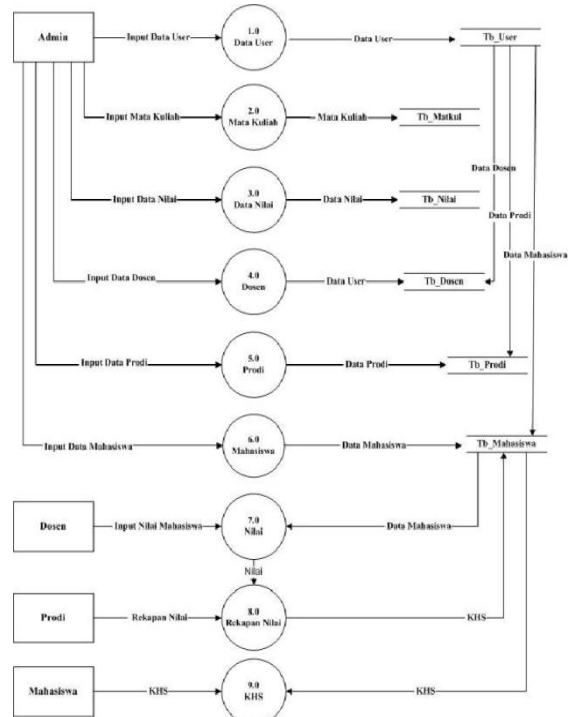 Admin
Input Data User
1.0
Data User
Data User
Tb_User
Input Mata Kuliah
2.0
Mata Kuliah
Mata Kuliah
Tb_Matkul
Data Dosen
Input Data Nilai
3.0
Data Nilai
Data Nilai
Tb_Nilai
Data Prodi
Data Mahasiswa
Input Data Dosen
4.0
Dosen
Data User
Tb_Dosen
Input Data Prodi
5.0
Prodi
Data Prodi
Tb_Prodi
Input Data Mahasiswa
6.0
Mahasiswa
Data Mahasiswa
Tb_Mahasiswa
Dosen
Input Nilai Mahasiswa
7.0
Nilai
Data Mahasiswa
Nilai
Prodi
Rekapan Nilai
8.0
Rekapan Nilai
KHS
Mahasiswa
KHS
9.0
KHS
KHS